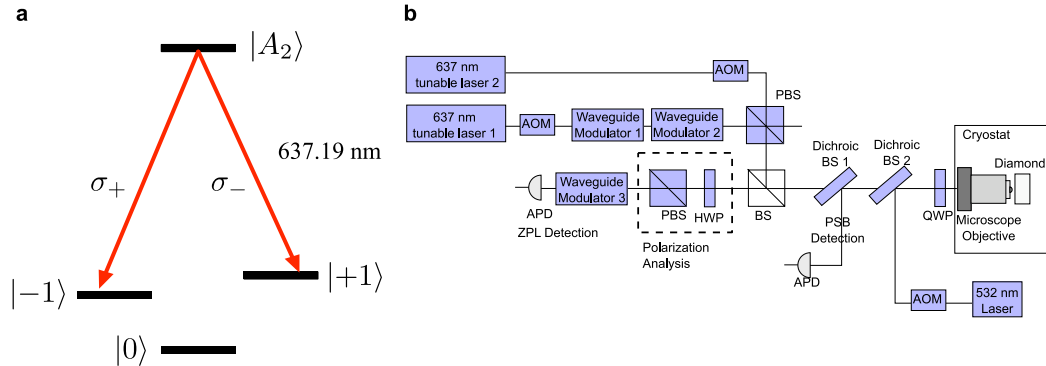 a
|A₂⟩
637.19 nm
σ₊
σ₋
|−1⟩
|+1⟩
|0⟩
b
637 nm
tunable laser 2
AOM
PBS
637 nm
tunable laser 1
AOM
Waveguide
Modulator 1
Waveguide
Modulator 2
APD
ZPL Detection
Waveguide
Modulator 3
PBS
HWP
Polarization
Analysis
BS
Dichroic
BS 1
Dichroic
BS 2
PSB
Detection
APD
QWP
Cryostat
Diamond
Microscope
Objective
AOM
532 nm
Laser